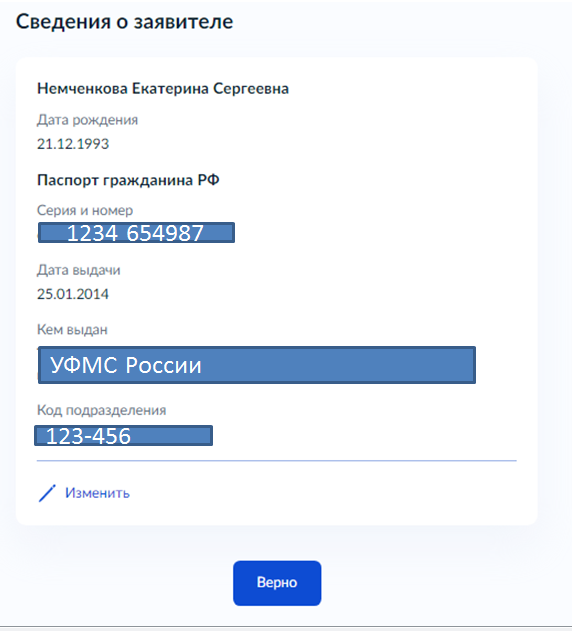 Сведения о заявителе
Немченкова Екатерина Сергеевна
Дата рождения
21.12.1993
Паспорт гражданина РФ
Серия и номер
1234 654987
Дата выдачи
25.01.2014
Кем выдан
УФМС России
Код подразделения
123-456
Изменить
Верно